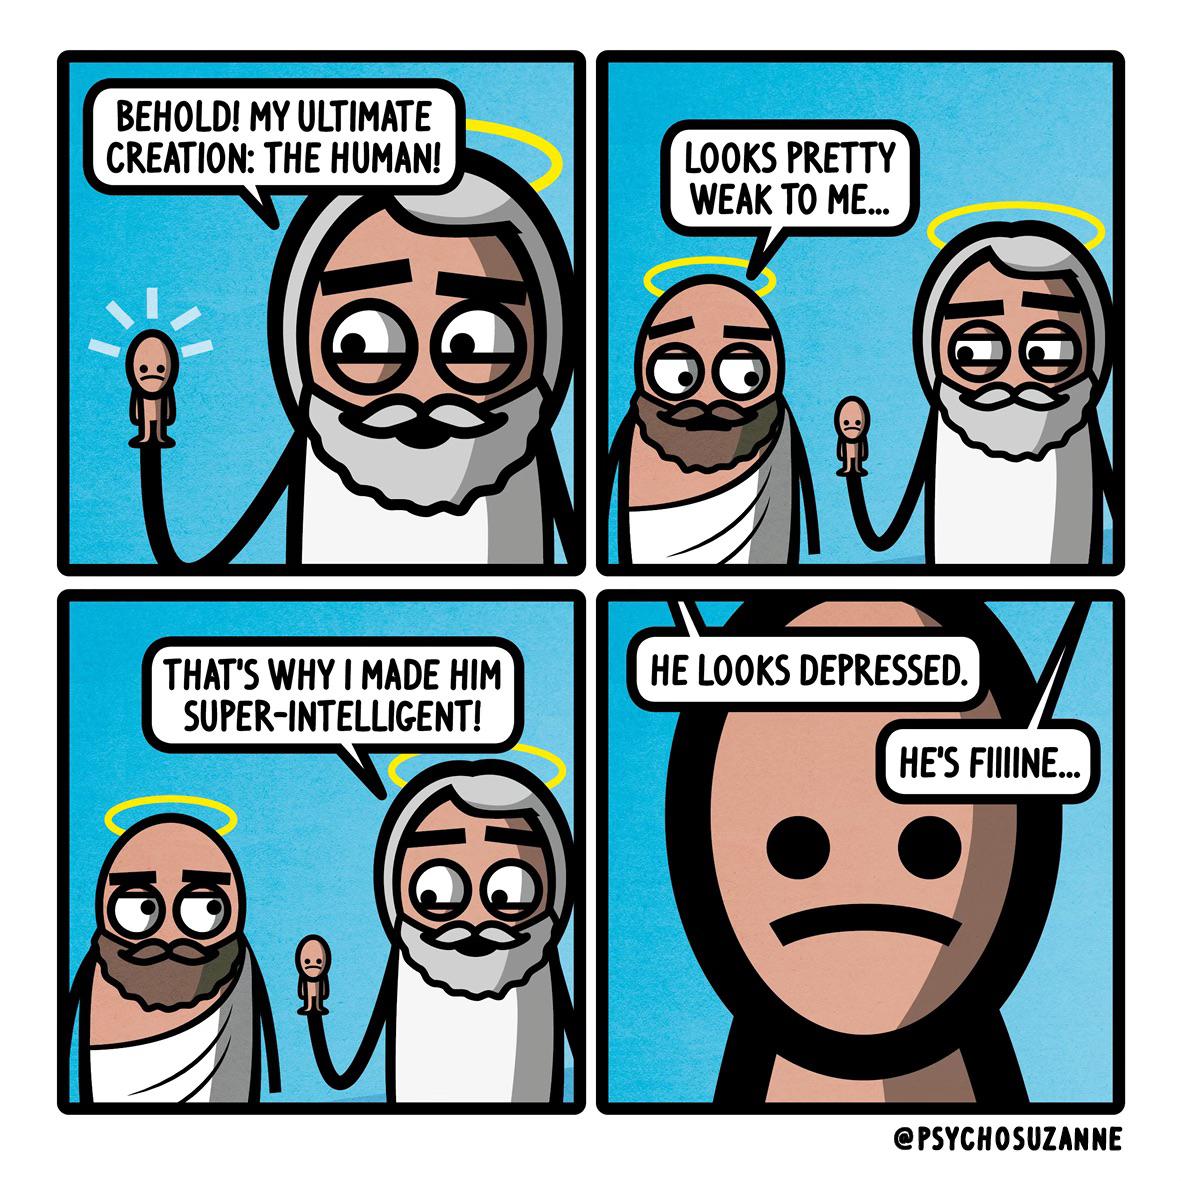 BEHOLD! MY ULTIMATE
CREATION: THE HUMAN!
LOOKS PRETTY
WEAK TO ME...
THAT'S WHY I MADE HIM
SUPER-INTELLIGENT!
HE LOOKS DEPRESSED.
HE'S FIIIINE...
@PSYCHOSUZANNE